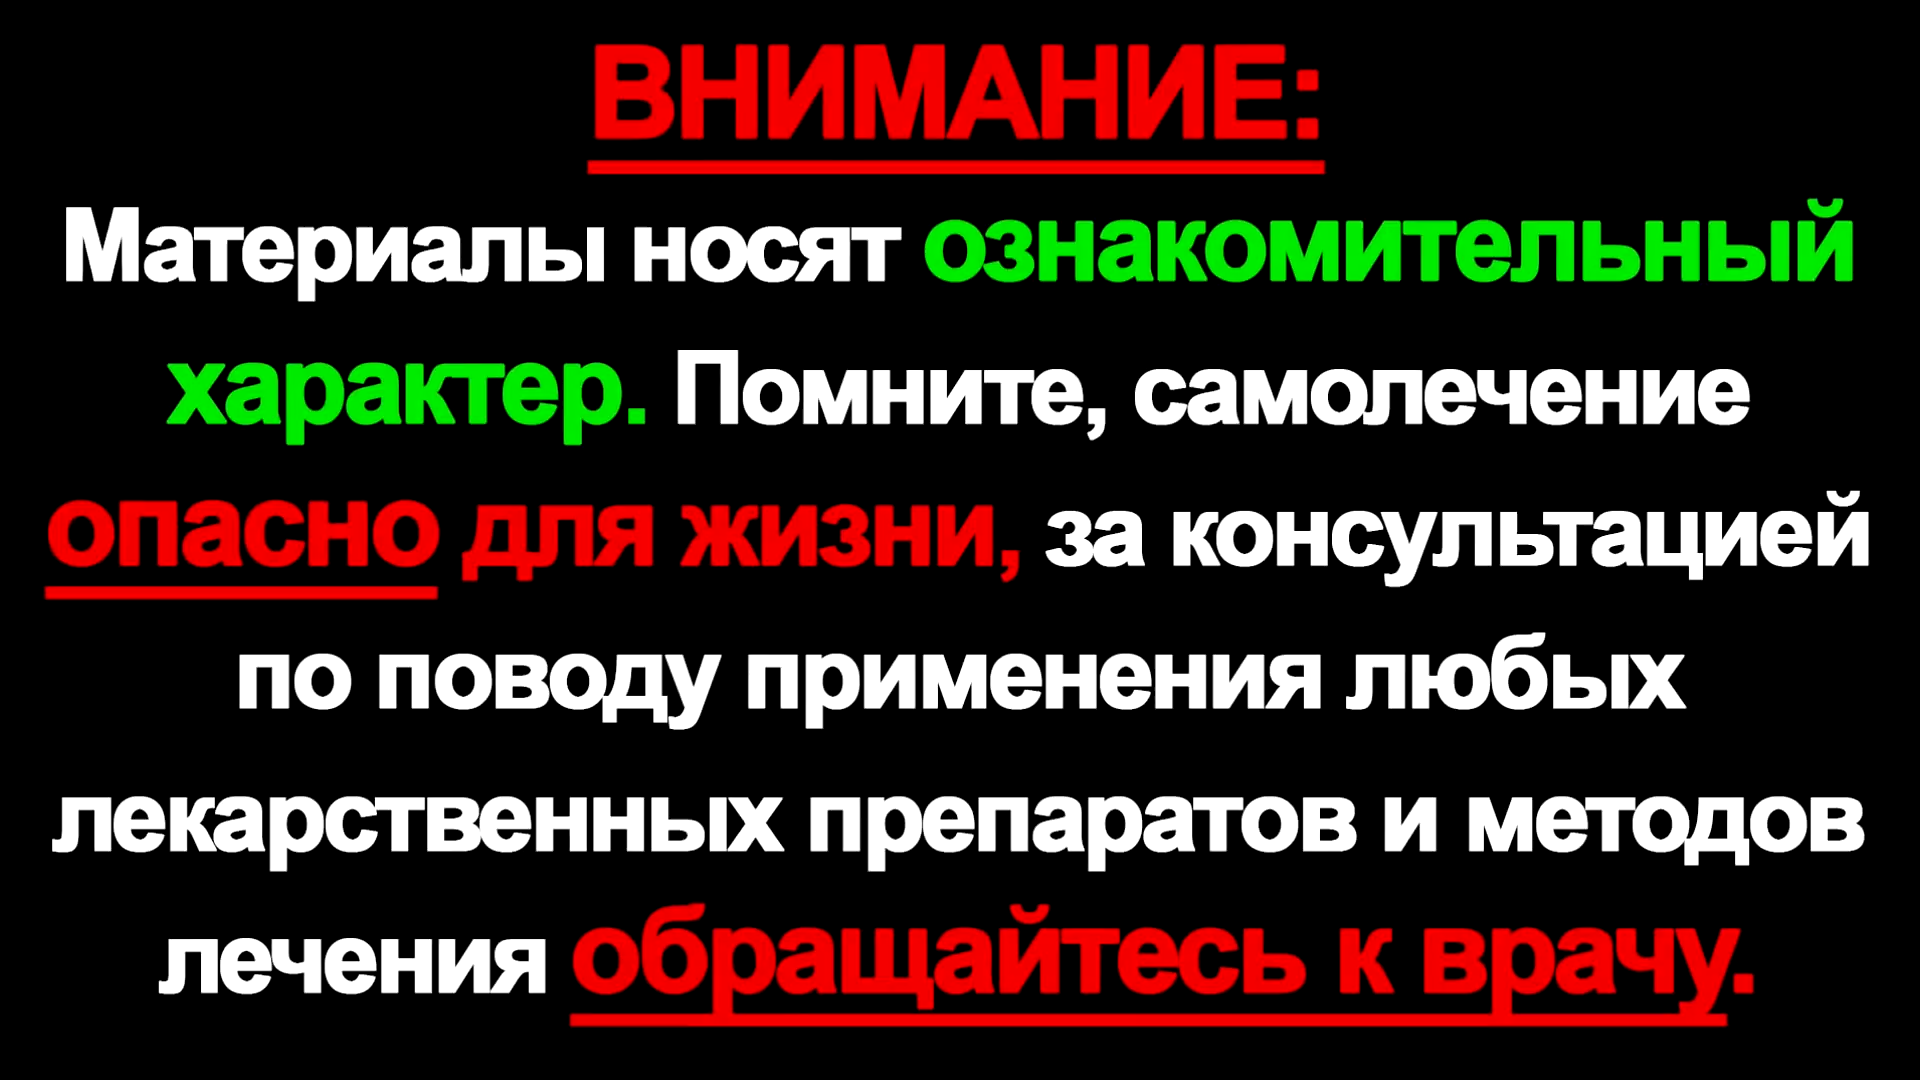 ВНИМАНИЕ:
Материалы носят ознакомительный
характер. Помните, самолечение
опасно для жизни, за консультацией
по поводу применения любых
лекарственных препаратов и методов
лечения обращайтесь к врачу.